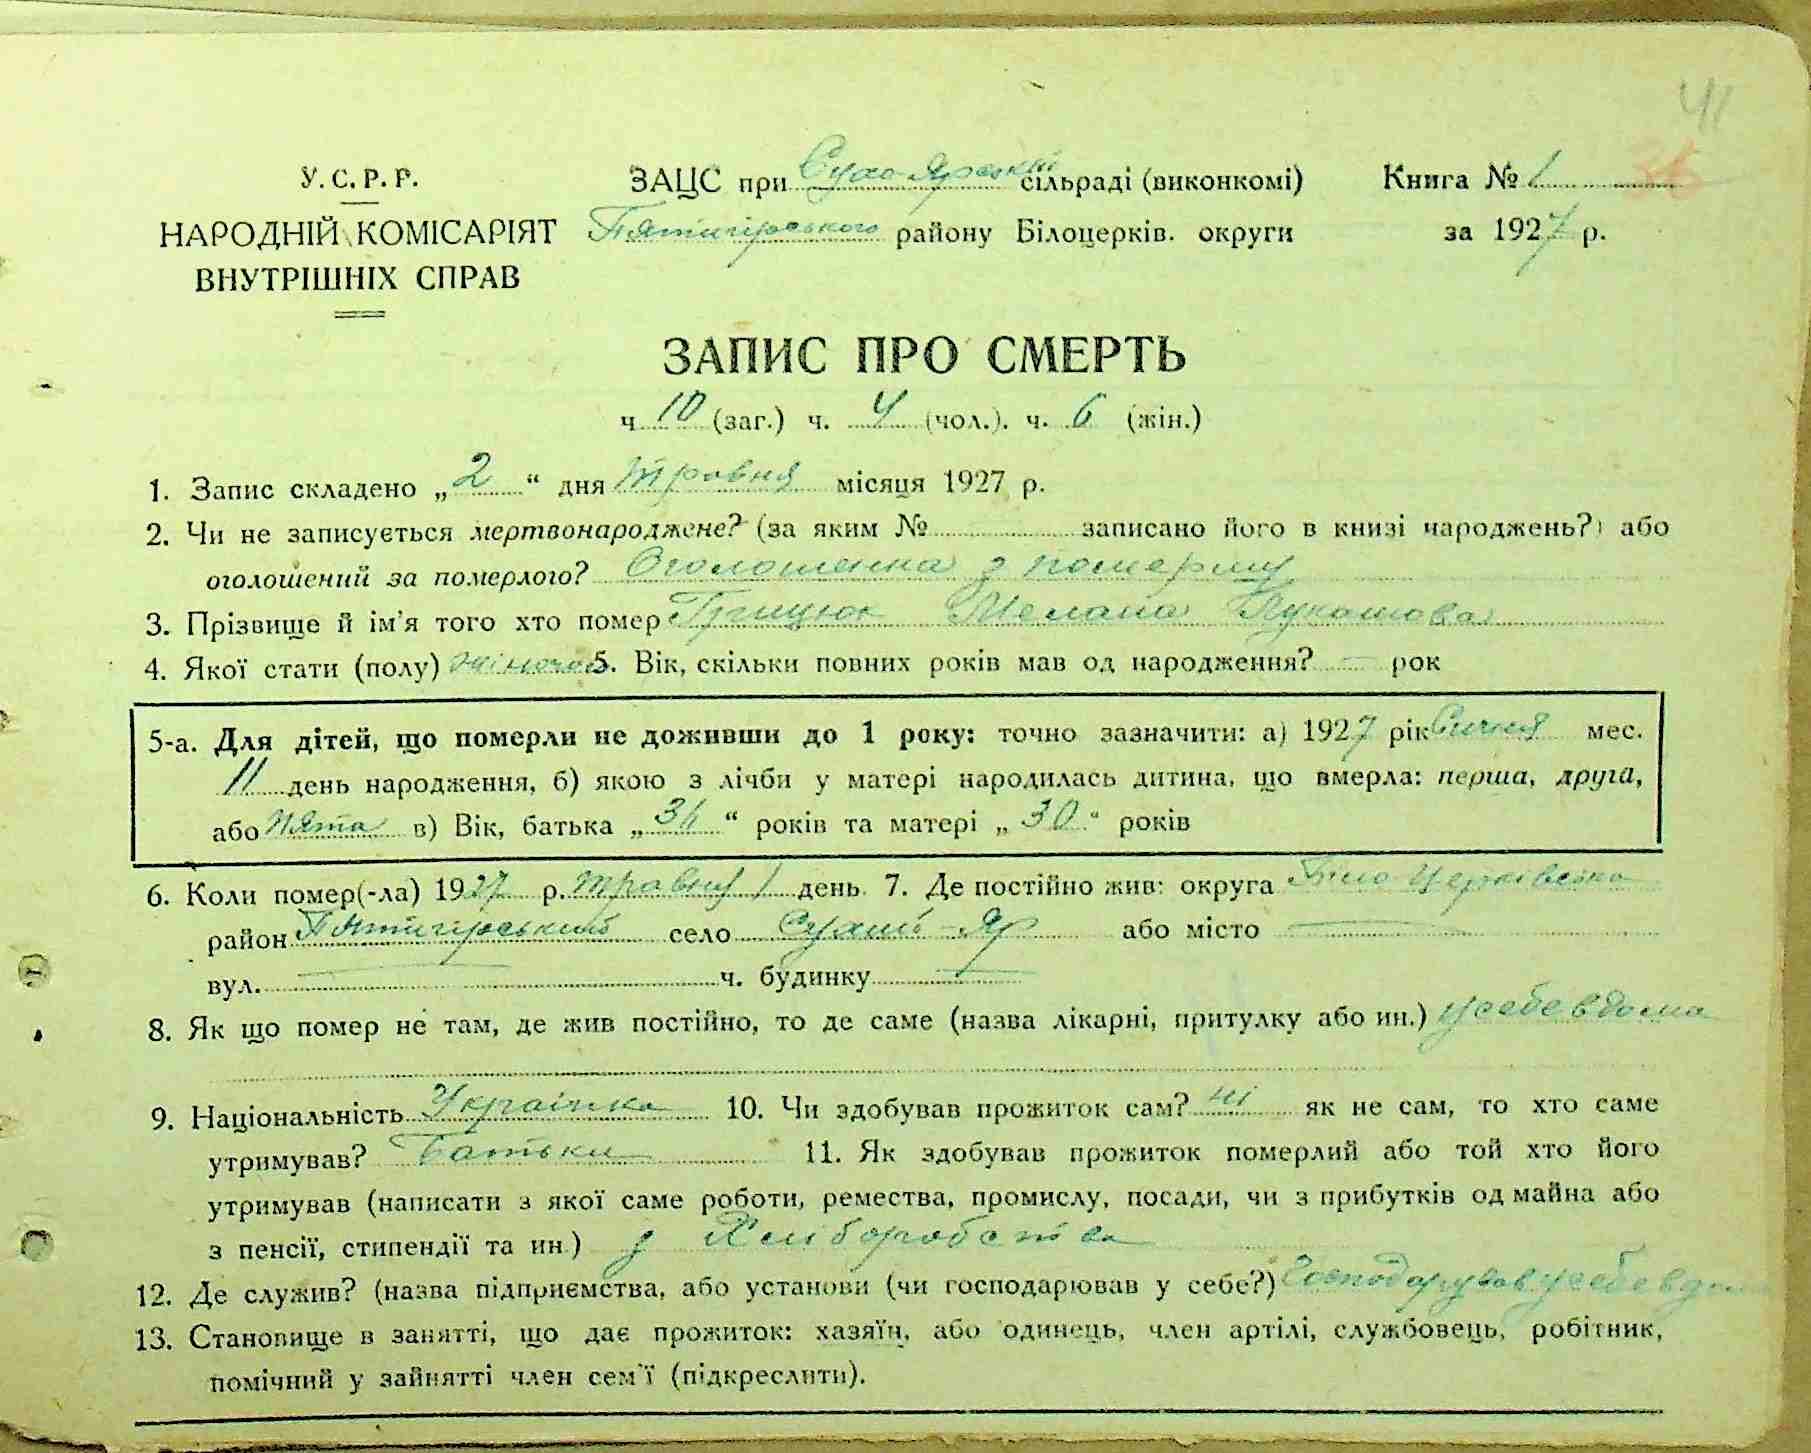 41
У. С. Р. Р.
НАРОДНІЙ КОМІСАРІЯТ
ВНУТРІШНІХ СПРАВ
ЗАЦС при Сухо-Ярській сільраді (виконкомі)
Пятигірського району Білоцерків. округи
Книга № 1
за 1927 р.
ЗАПИС ПРО СМЕРТЬ
ч 10 (заг.) ч. 4 (чол.). ч. 6 (жін.)
1. Запис складено „ 2 “ дня Травня місяця 1927 р.
2. Чи не записується мертвонароджене? (за яким № записано його в книзі народжень?) або
оголошений за померлого? Оголошенна з померлу
3. Прізвище й ім'я того хто помер Грицюк Мелана Лукашова
4. Якої стати (полу) жіночої 5. Вік, скільки повних років мав од народження? — рок
5-а. Для дітей, що померли не доживши до 1 року: точно зазначити: а) 1927 рік Січня мес.
11 день народження, б) якою з лічби у матері народилась дитина, що вмерла: перша, друга,
або пята в) Вік, батька „ “ років та матері „ 30 “ років
6. Коли помер(-ла) 1927 р. травня 1 день. 7. Де постійно жив: округа Біло Церківська
район Пятигірський село Сухий-Яр або місто —
вул. — ч. будинку —
8. Як що помер не там, де жив постійно, то де саме (назва лікарні, притулку або ин.) у себе вдома
9. Національність Українка 10. Чи здобував прожиток сам? ні як не сам, то хто саме
утримував? Батьки 11. Як здобував прожиток померлий або той хто його
утримував (написати з якої саме роботи, ремества, промислу, посади, чи з прибутків од майна або
з пенсії, стипендії та ин.) з Хліборобства
12. Де служив? (назва підприємства, або установи (чи господарював у себе?) Господарував у себе вдома
13. Становище в занятті, що дає прожиток: хазяїн, або одинець, член артілі, службовець, робітник,
помічний у зайнятті член сем'ї (підкреслити).